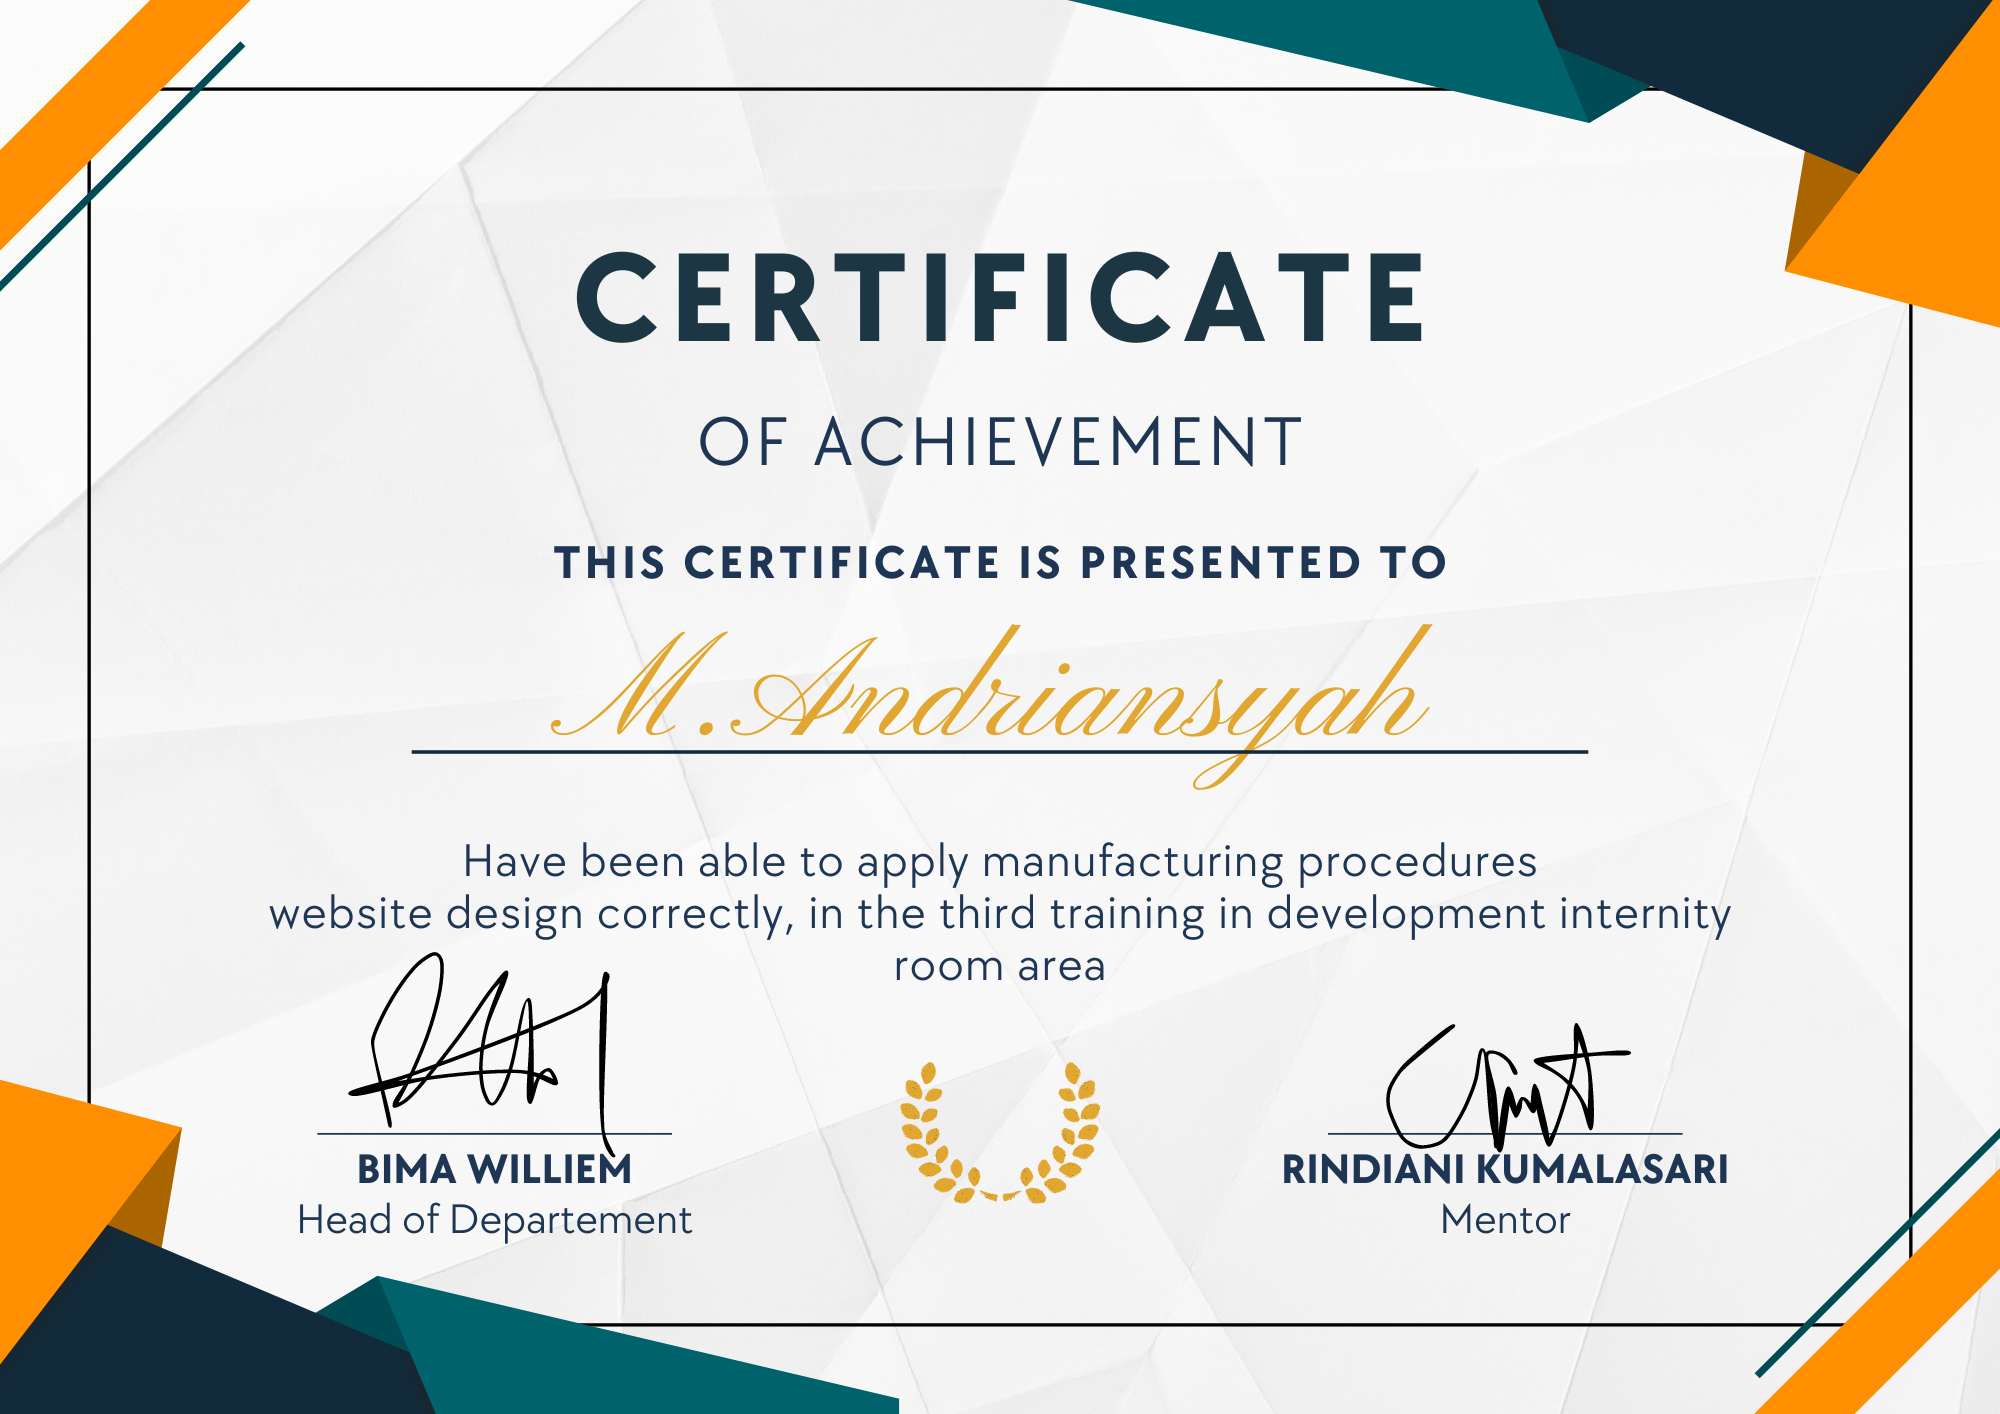 CERTIFICATE
OF ACHIEVEMENT
THIS CERTIFICATE IS PRESENTED TO
M.Andriansyah
Have been able to apply manufacturing procedures
website design correctly, in the third training in development internity
room area
BIMA WILLIEM
Head of Departement
RINDIANI KUMALASARI
Mentor